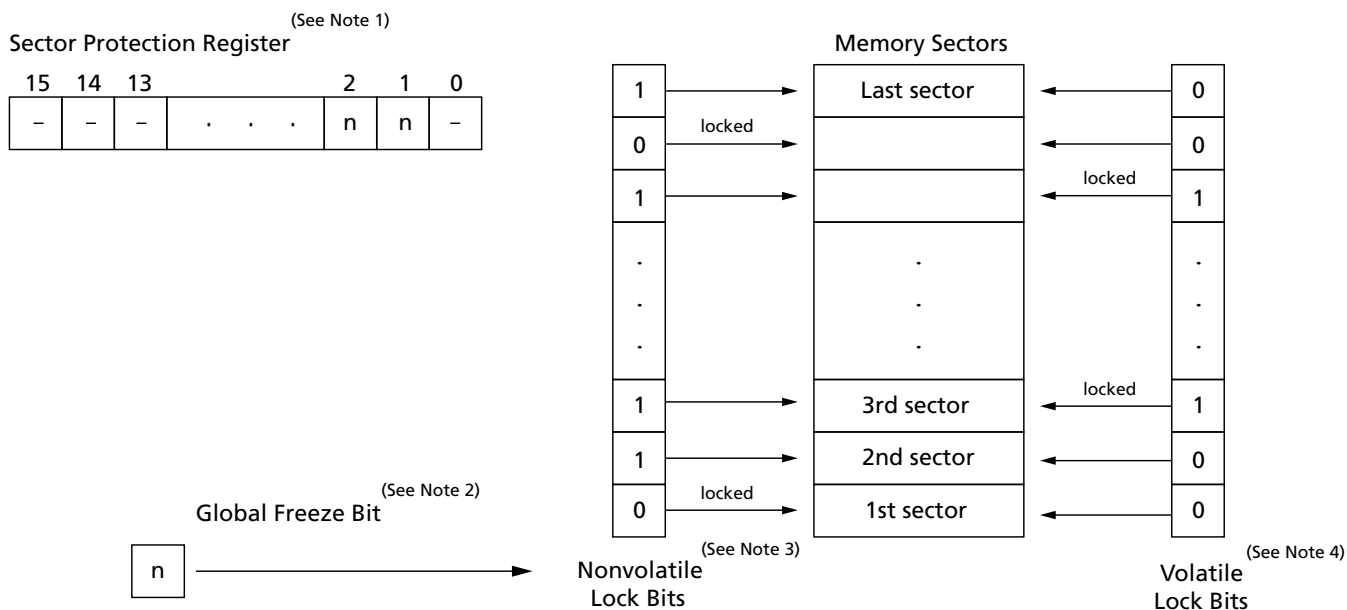 (See Note 1)
Sector Protection Register
15 14 13 2 1 0
– – – . . . n n –
Memory Sectors
1 Last sector 0
0 locked 0
1 locked 1
. . .
. . .
. . .
1 3rd sector locked 1
1 2nd sector 0
0 locked 1st sector 0
(See Note 2)
Global Freeze Bit
n
(See Note 3)
Nonvolatile
Lock Bits
(See Note 4)
Volatile
Lock Bits